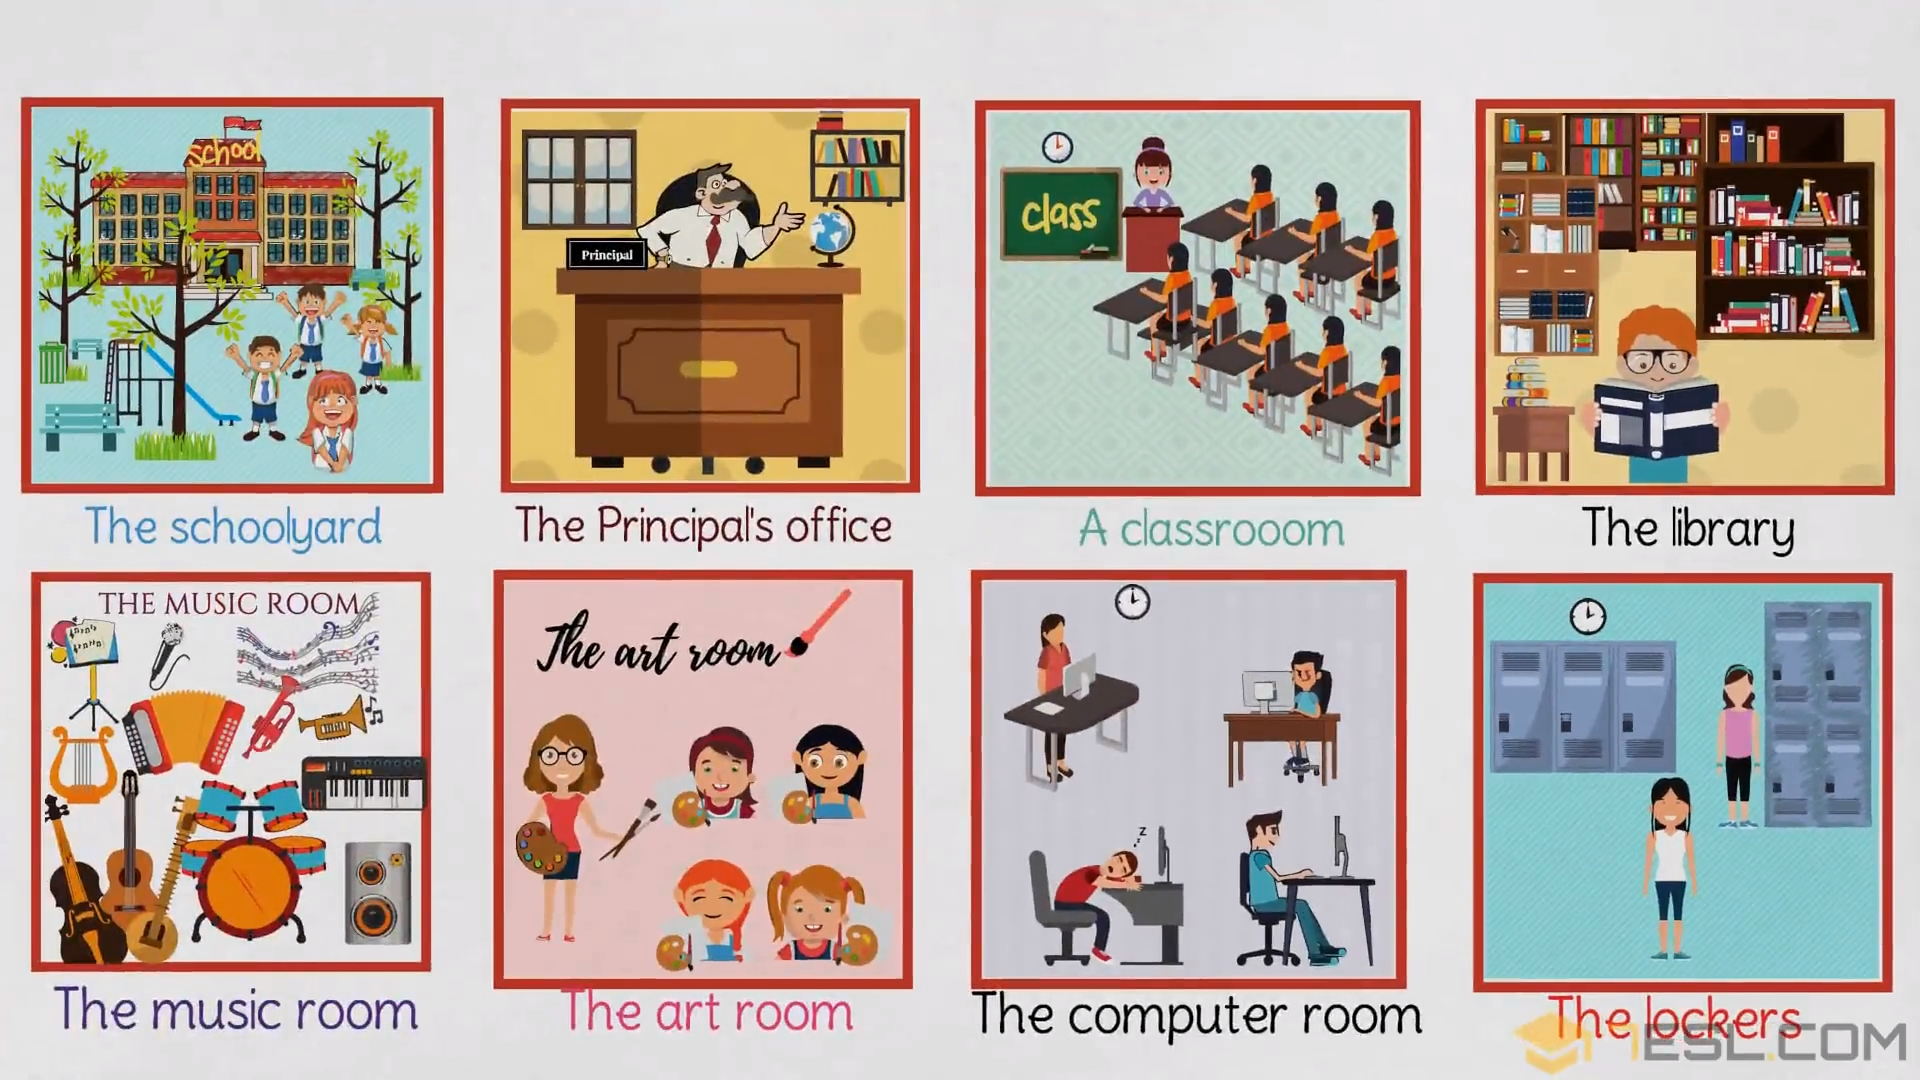 school
Principal
class
The schoolyard
The Principal's office
A classrooom
The library
THE MUSIC ROOM
The art room
z
The music room
The art room
The computer room
The lockers
7ESL.COM